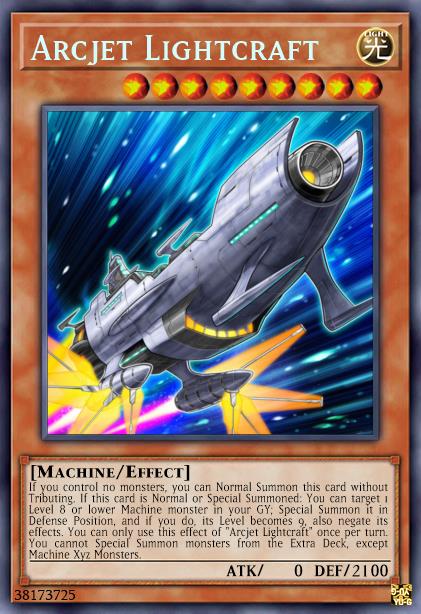 ARCJET LIGHTCRAFT
LIGHT
光
[MACHINE/EFFECT]
If you control no monsters, you can Normal Summon this card without
Tributing. If this card is Normal or Special Summoned: You can target 1
Level 8 or lower Machine monster in your GY; Special Summon it in
Defense Position, and if you do, its Level becomes 9, also negate its
effects. You can only use this effect of "Arcjet Lightcraft" once per turn.
You cannot Special Summon monsters from the Extra Deck, except
Machine Xyz Monsters.
ATK/ 0 DEF/2100
38173725